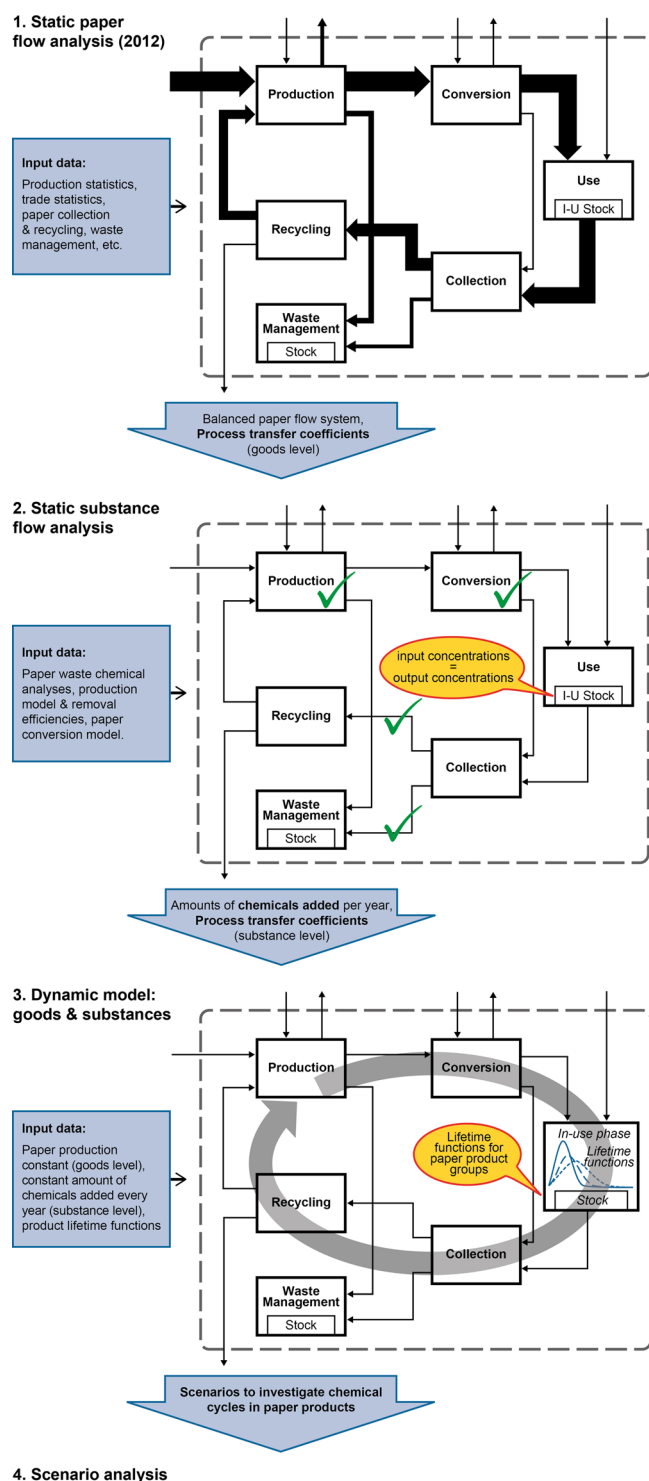 1. Static paper
flow analysis (2012)
Production
Conversion
Input data:
Production statistics,
trade statistics,
paper collection
& recycling, waste
management, etc.
Use
I-U Stock
Recycling
Collection
Waste
Management
Stock
Balanced paper flow system,
Process transfer coefficients
(goods level)
2. Static substance
flow analysis
Production
Conversion
Input data:
Paper waste chemical
analyses, production
model & removal
efficiencies, paper
conversion model.
input concentrations
=
output concentrations
Use
I-U Stock
Recycling
Collection
Waste
Management
Stock
Amounts of chemicals added per year,
Process transfer coefficients
(substance level)
3. Dynamic model:
goods & substances
Production
Conversion
Input data:
Paper production
constant (goods level),
constant amount of
chemicals added every
year (substance level),
product lifetime functions
Lifetime
functions for
paper product
groups
In-use phase
Lifetime
functions
Stock
Recycling
Collection
Waste
Management
Stock
Scenarios to investigate chemical
cycles in paper products
4. Scenario analysis